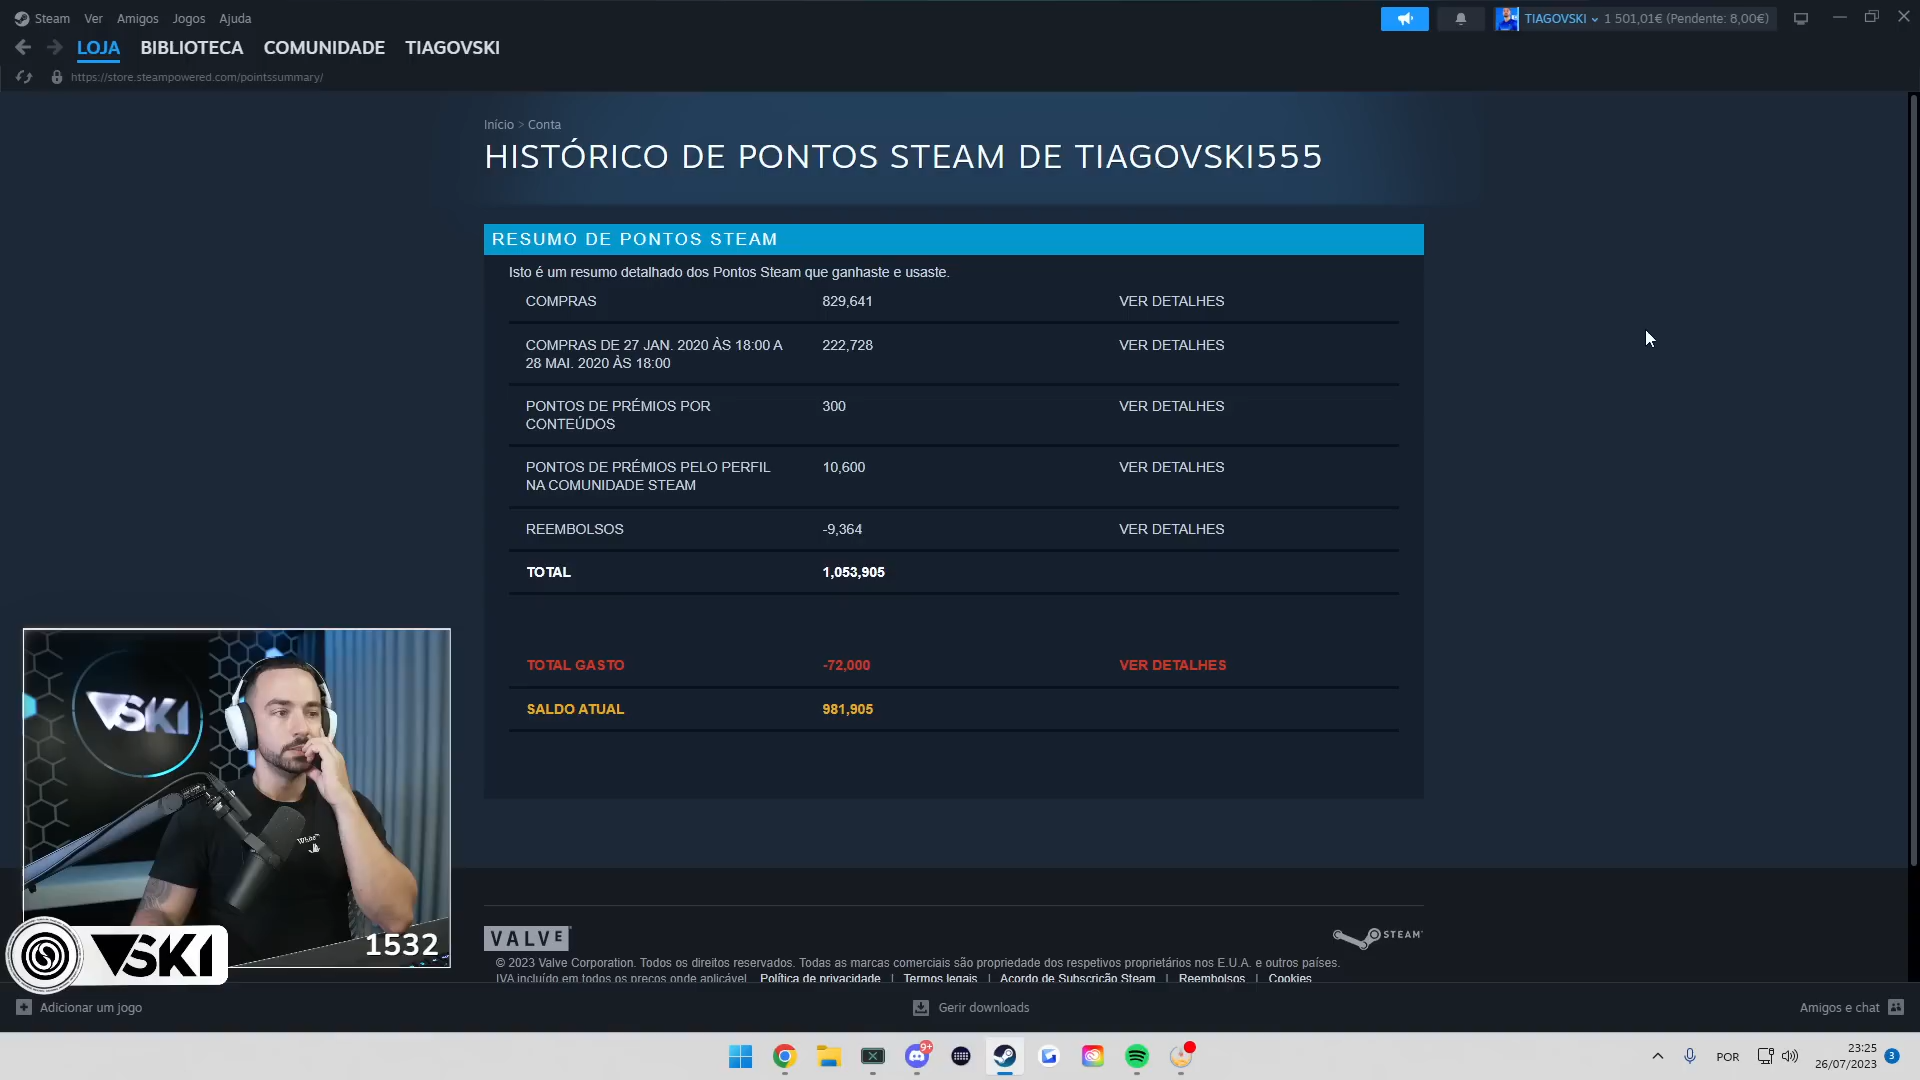 Steam Ver Amigos Jogos Ajuda
TIAGOVSKI 1 501,01€ (Pendente: 8,00€)
LOJA BIBLIOTECA COMUNIDADE TIAGOVSKI
https://store.steampowered.com/pointssummary/
Início > Conta
HISTÓRICO DE PONTOS STEAM DE TIAGOVSKI555
RESUMO DE PONTOS STEAM
Isto é um resumo detalhado dos Pontos Steam que ganhaste e usaste.
COMPRAS 829,641 VER DETALHES
COMPRAS DE 27 JAN. 2020 ÀS 18:00 A 222,728 VER DETALHES
28 MAI. 2020 ÀS 18:00
PONTOS DE PRÉMIOS POR 300 VER DETALHES
CONTEÚDOS
PONTOS DE PRÉMIOS PELO PERFIL 10,600 VER DETALHES
NA COMUNIDADE STEAM
REEMBOLSOS -9,364 VER DETALHES
TOTAL 1,053,905
TOTAL GASTO -72,000 VER DETALHES
SALDO ATUAL 981,905
VSKI
1532
VSKI
VALVE STEAM
© 2023 Valve Corporation. Todos os direitos reservados. Todas as marcas comerciais são propriedade dos respetivos proprietários nos E.U.A. e outros países.
IVA incluído em todos os preços onde aplicável Política de privacidade | Termos legais | Acordo de Subscrição Steam | Reembolsos | Cookies
Adicionar um jogo Gerir downloads Amigos e chat
9+
POR
23:25
26/07/2023
3